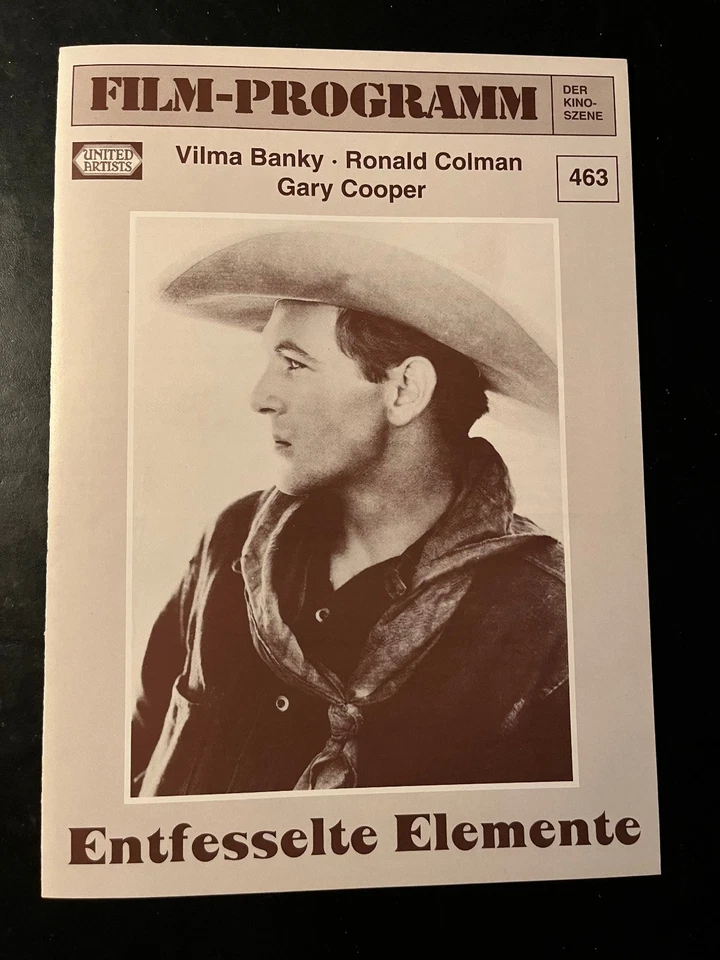 FILM-PROGRAMM
DER
KINO-
SZENE
UNITED
ARTISTS
Vilma Banky · Ronald Colman
Gary Cooper
463
Entfesselte Elemente